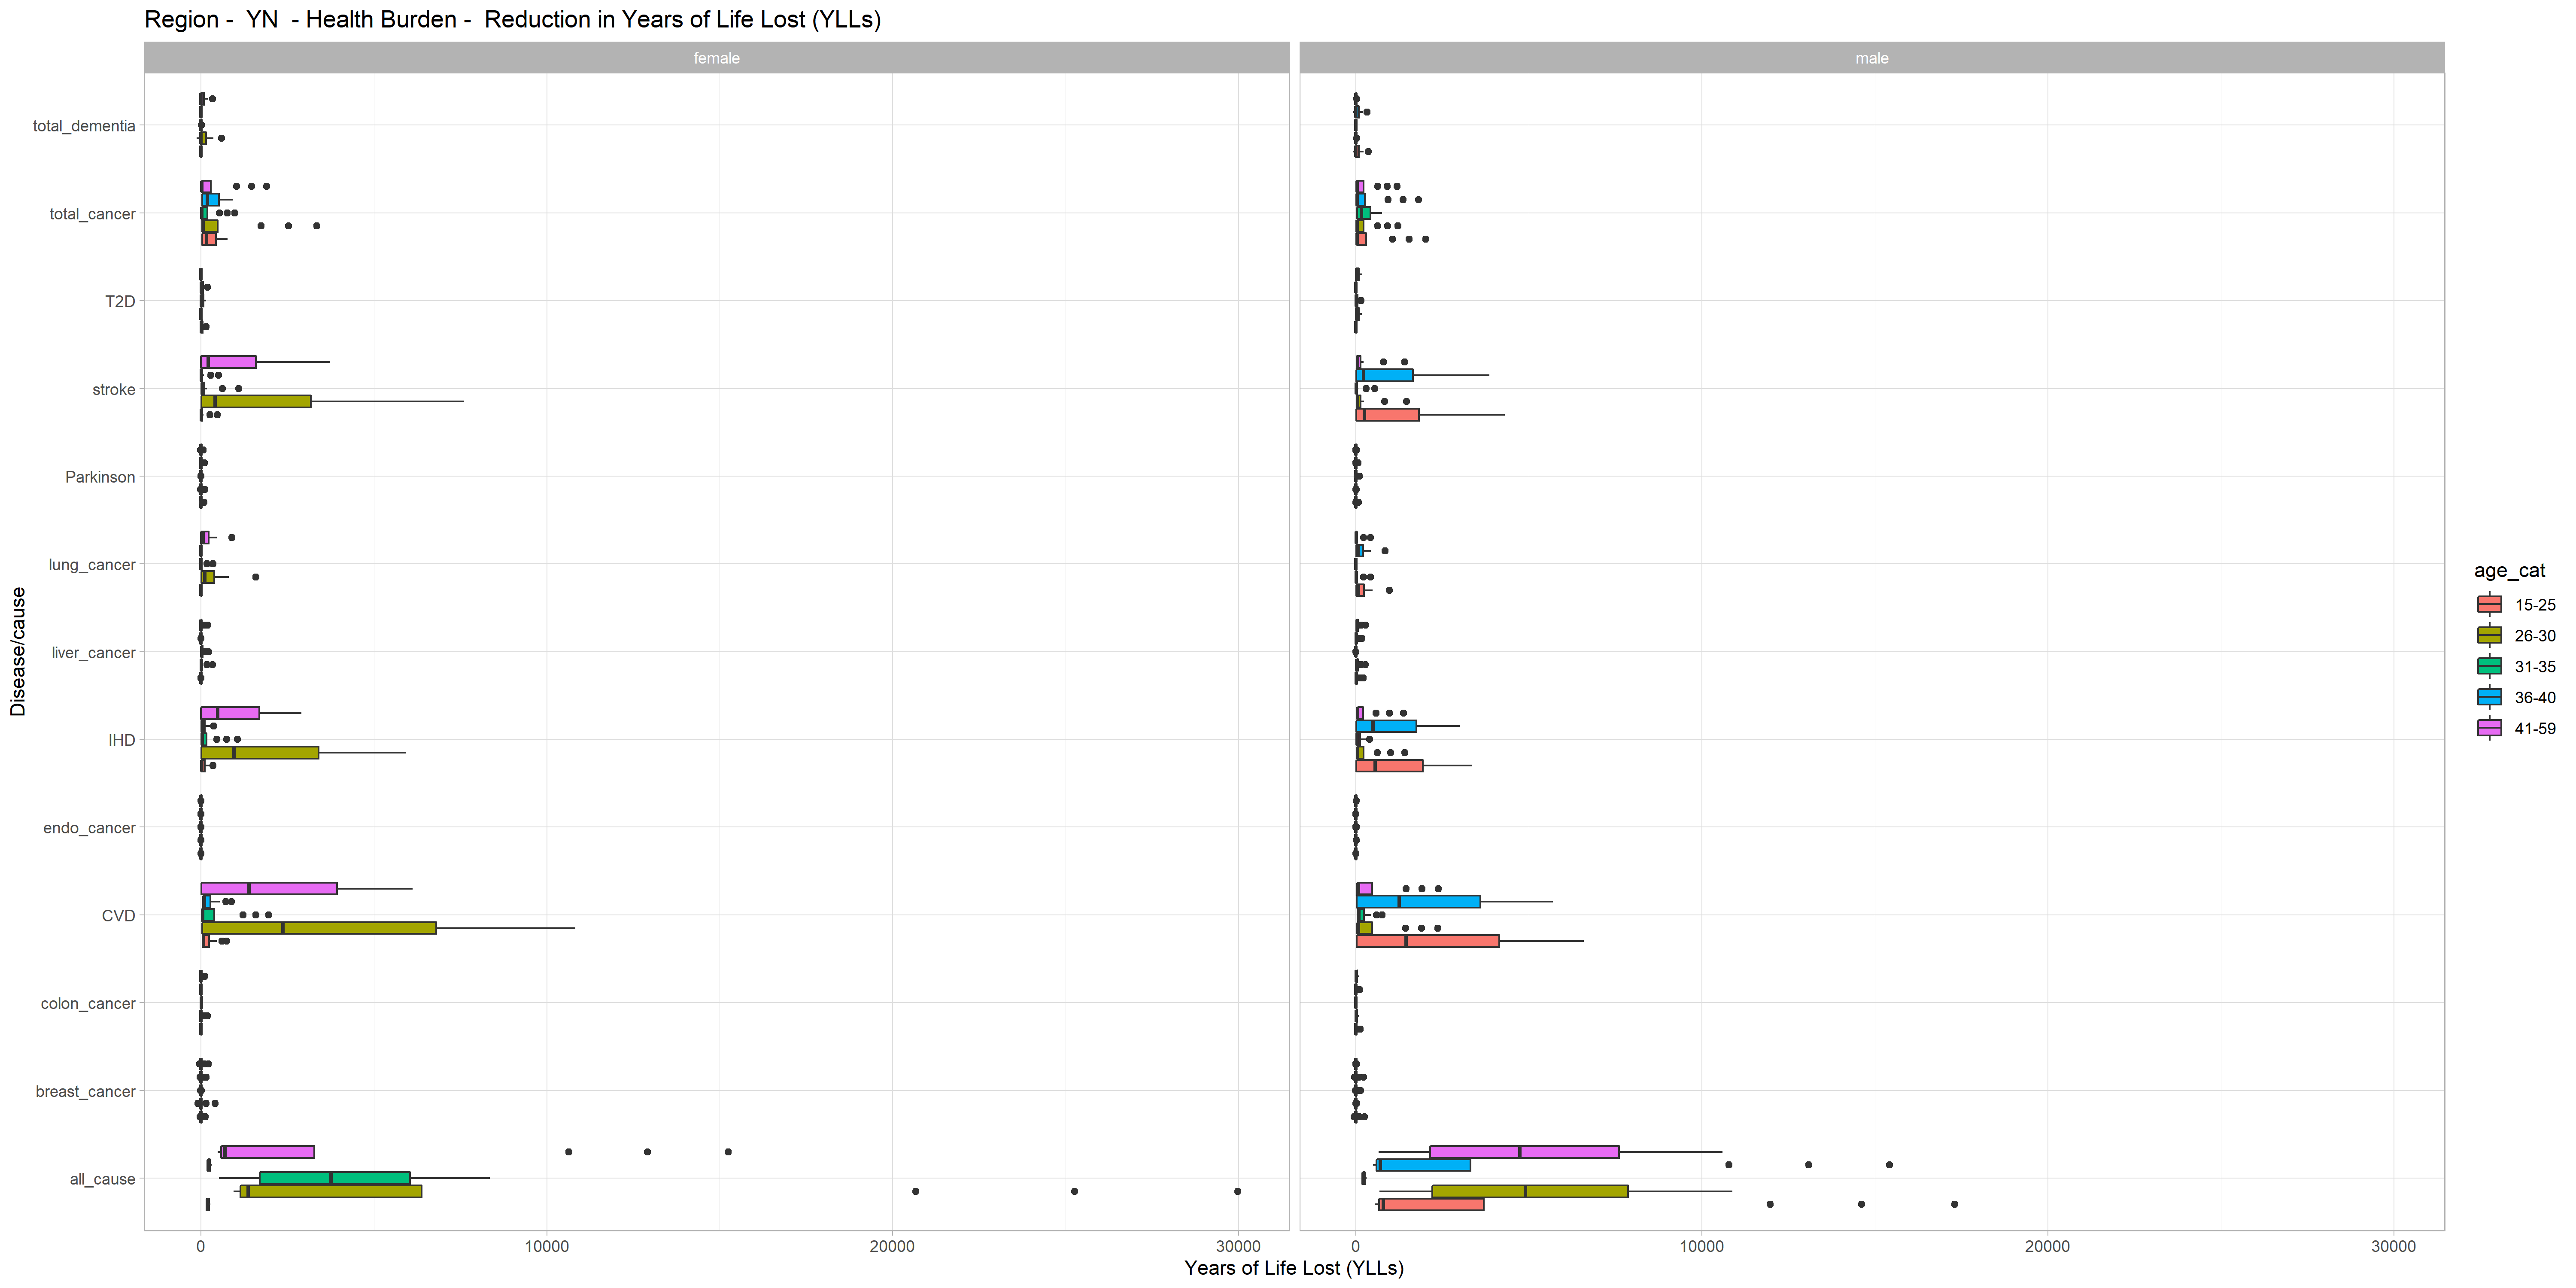 Region -  YN  - Health Burden -  Reduction in Years of Life Lost (YLLs)
female
male
Disease/cause
total_dementia
total_cancer
T2D
stroke
Parkinson
lung_cancer
liver_cancer
IHD
endo_cancer
CVD
colon_cancer
breast_cancer
all_cause
0 10000 20000 30000
0 10000 20000 30000
Years of Life Lost (YLLs)
age_cat
15-25
26-30
31-35
36-40
41-59